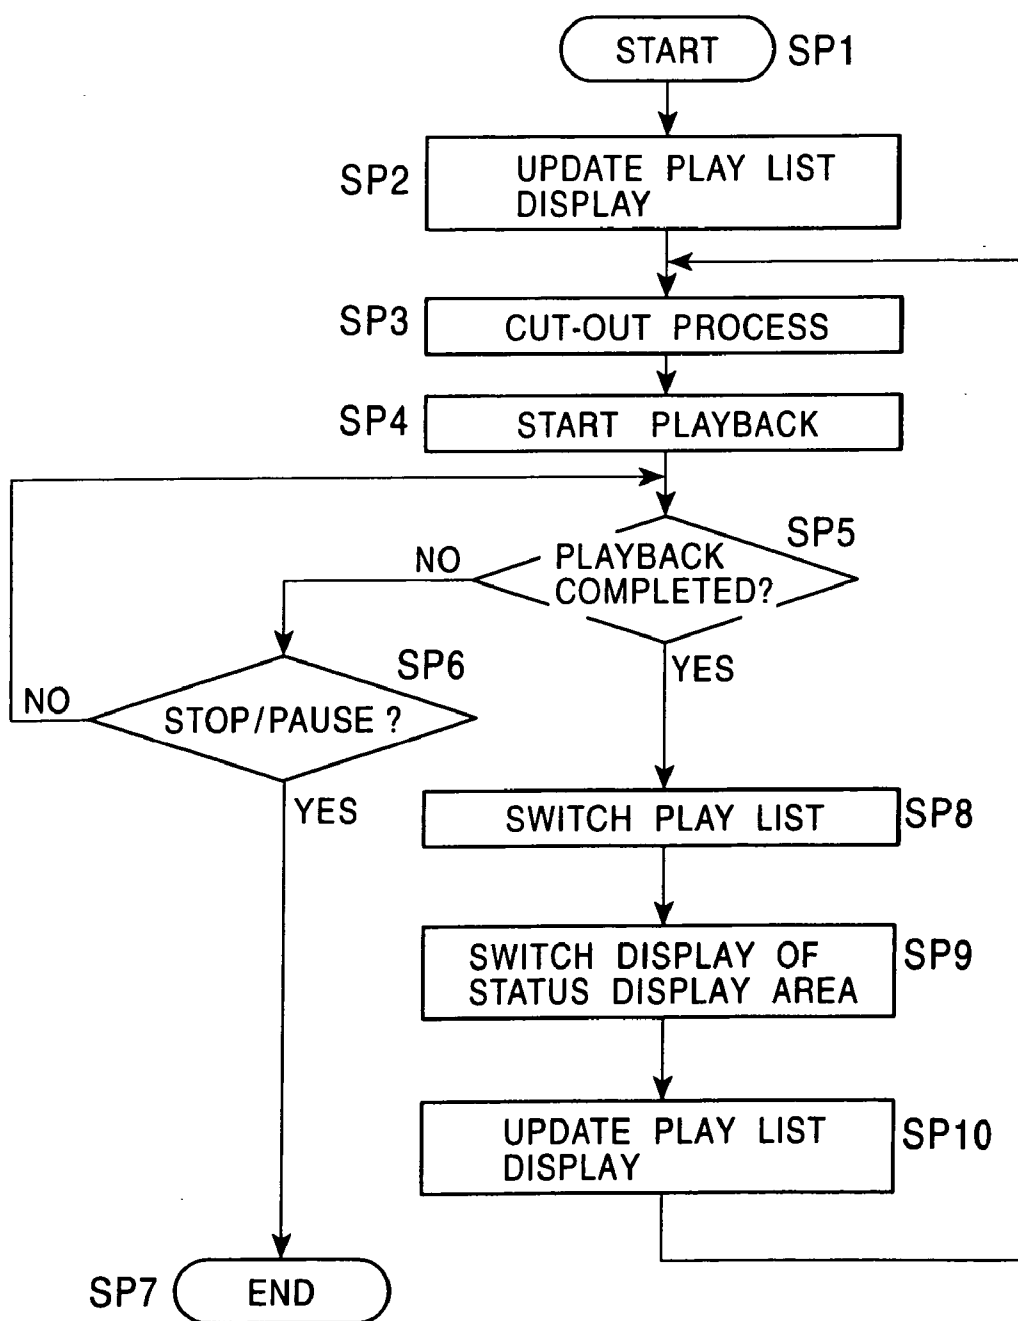 START SP1
SP2 UPDATE PLAY LIST
DISPLAY
SP3 CUT-OUT PROCESS
SP4 START PLAYBACK
SP5
NO PLAYBACK
COMPLETED?
YES
SP6
NO STOP/PAUSE ?
YES
SWITCH PLAY LIST SP8
SWITCH DISPLAY OF SP9
STATUS DISPLAY AREA
UPDATE PLAY LIST SP10
DISPLAY
SP7 END